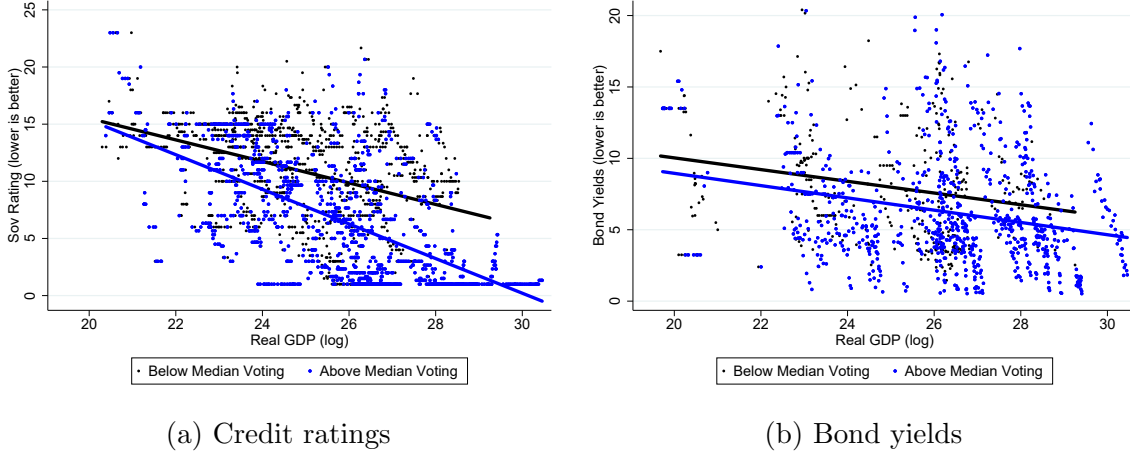 25
20
15
10
5
0
Sov Rating (lower is better)
20 22 24 26 28 30
Real GDP (log)
Below Median Voting Above Median Voting
(a) Credit ratings
20
15
10
5
0
Bond Yields (lower is better)
20 22 24 26 28 30
Real GDP (log)
Below Median Voting Above Median Voting
(b) Bond yields